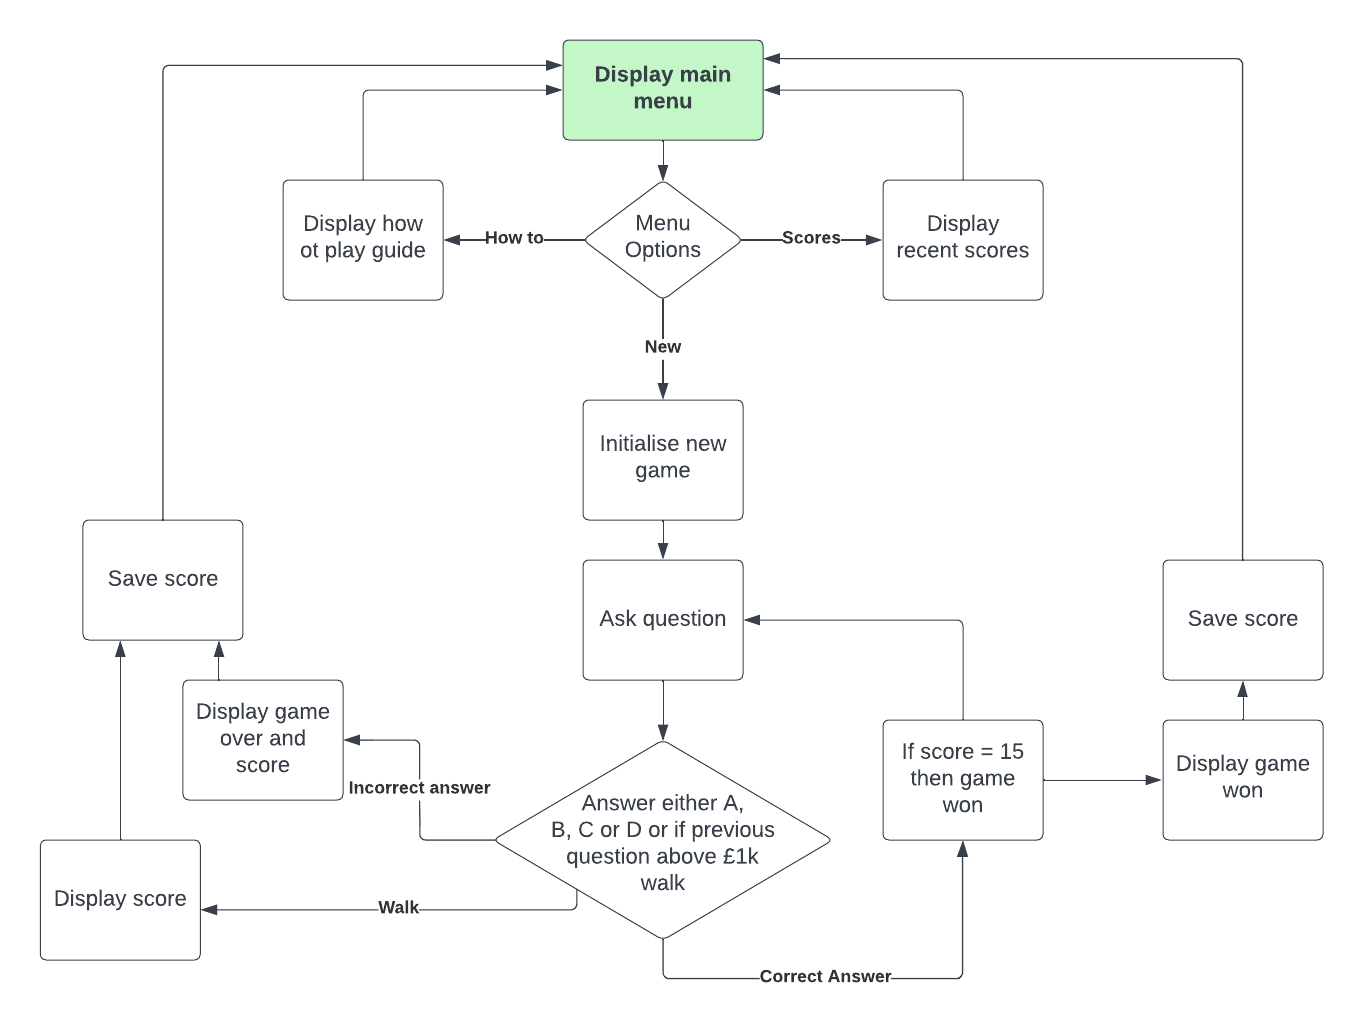 Display main
menu
Display how
ot play guide
How to
Menu
Options
Scores
Display
recent scores
New
Initialise new
game
Save score
Ask question
Save score
Display game
over and
score
Incorrect answer
If score = 15
then game
won
Display game
won
Answer either A,
B, C or D or if previous
question above £1k
walk
Display score
Walk
Correct Answer